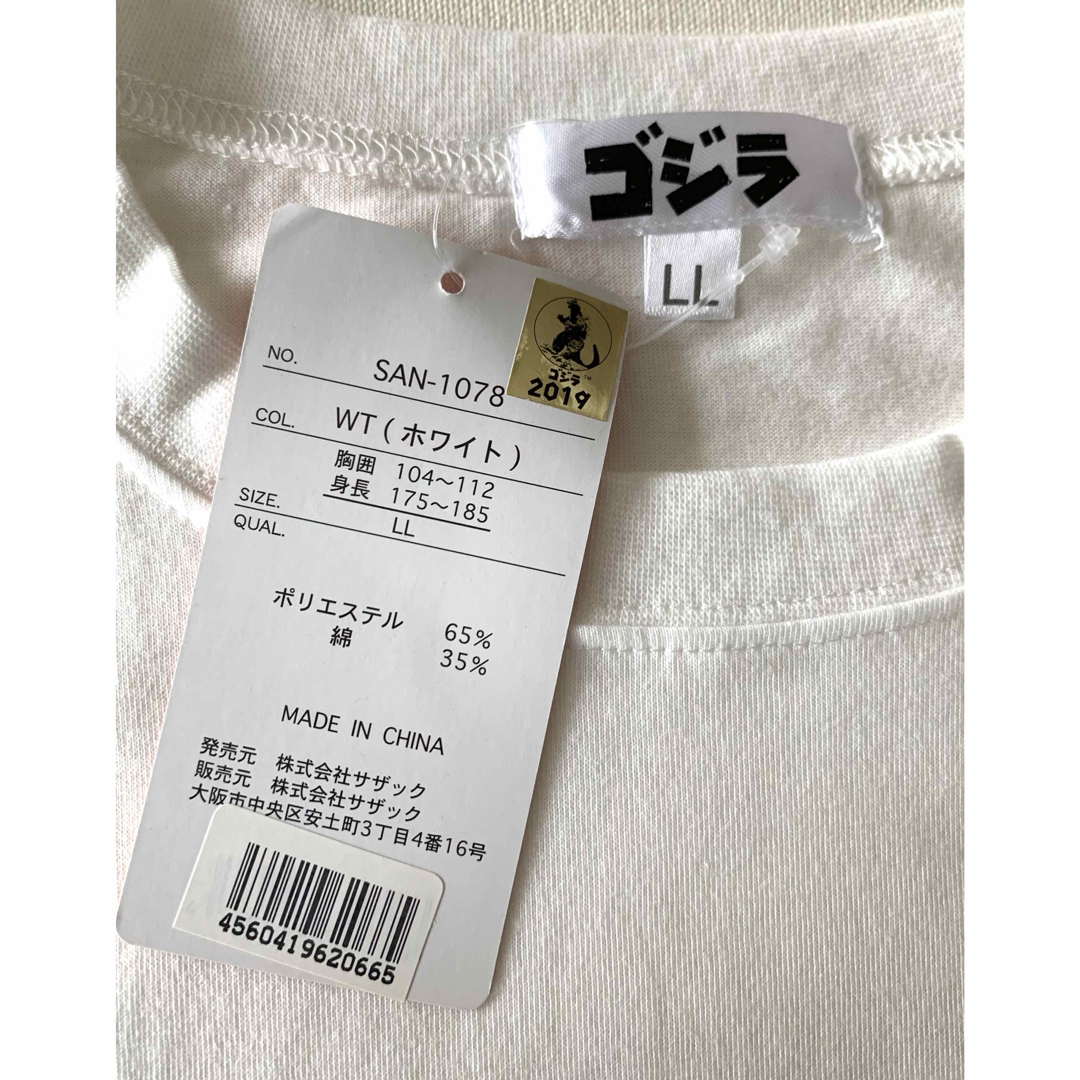 ゴジラ
LL
ゴジラ™
2019
NO. SAN-1078
COL. WT(ホワイト)
胸囲 104〜112
身長 175〜185
SIZE. LL
QUAL.
ポリエステル 65%
綿 35%
MADE IN CHINA
発売元 株式会社サザック
販売元 株式会社サザック
大阪市中央区安土町3丁目4番16号
4560419620665